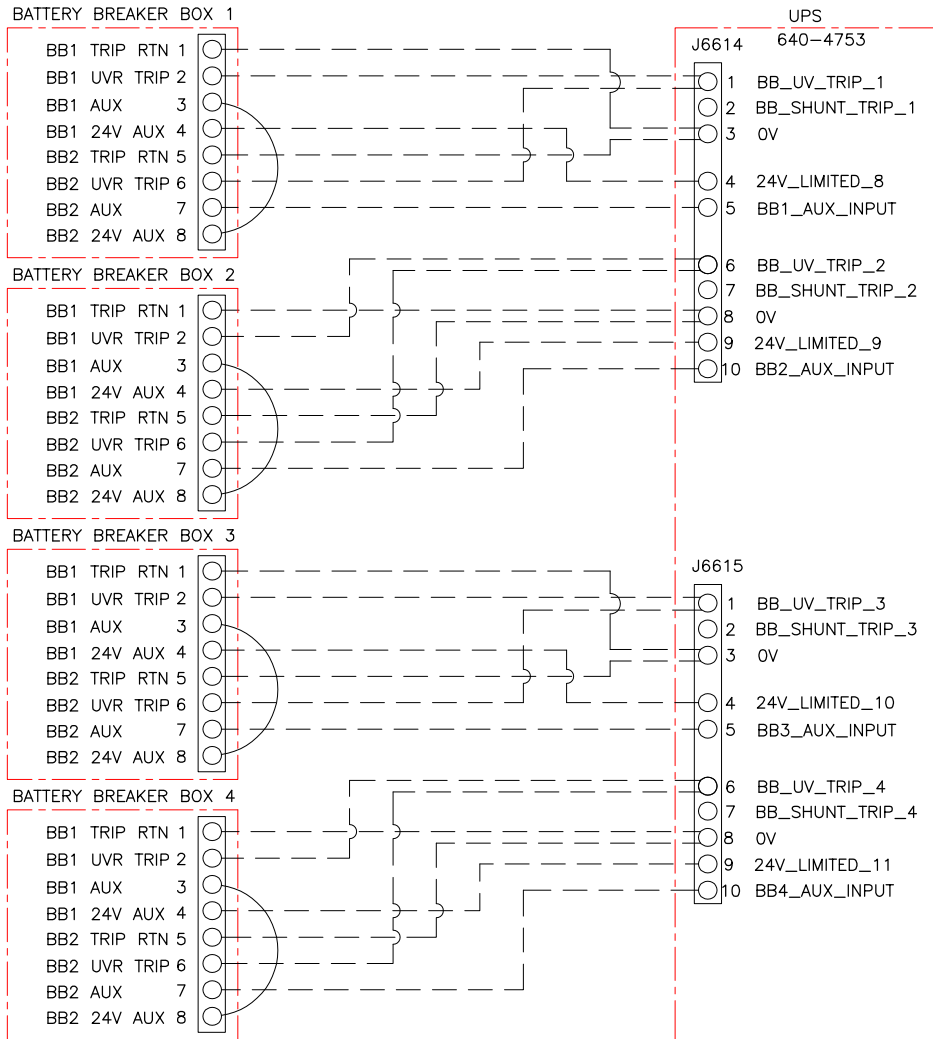 BATTERY BREAKER BOX 1
BB1 TRIP RTN 1
BB1 UVR TRIP 2
BB1 AUX 3
BB1 24V AUX 4
BB2 TRIP RTN 5
BB2 UVR TRIP 6
BB2 AUX 7
BB2 24V AUX 8
BATTERY BREAKER BOX 2
BB1 TRIP RTN 1
BB1 UVR TRIP 2
BB1 AUX 3
BB1 24V AUX 4
BB2 TRIP RTN 5
BB2 UVR TRIP 6
BB2 AUX 7
BB2 24V AUX 8
BATTERY BREAKER BOX 3
BB1 TRIP RTN 1
BB1 UVR TRIP 2
BB1 AUX 3
BB1 24V AUX 4
BB2 TRIP RTN 5
BB2 UVR TRIP 6
BB2 AUX 7
BB2 24V AUX 8
BATTERY BREAKER BOX 4
BB1 TRIP RTN 1
BB1 UVR TRIP 2
BB1 AUX 3
BB1 24V AUX 4
BB2 TRIP RTN 5
BB2 UVR TRIP 6
BB2 AUX 7
BB2 24V AUX 8
UPS
640-4753
J6614
1 BB_UV_TRIP_1
2 BB_SHUNT_TRIP_1
3 0V
4 24V_LIMITED_8
5 BB1_AUX_INPUT
6 BB_UV_TRIP_2
7 BB_SHUNT_TRIP_2
8 0V
9 24V_LIMITED_9
10 BB2_AUX_INPUT
J6615
1 BB_UV_TRIP_3
2 BB_SHUNT_TRIP_3
3 0V
4 24V_LIMITED_10
5 BB3_AUX_INPUT
6 BB_UV_TRIP_4
7 BB_SHUNT_TRIP_4
8 0V
9 24V_LIMITED_11
10 BB4_AUX_INPUT